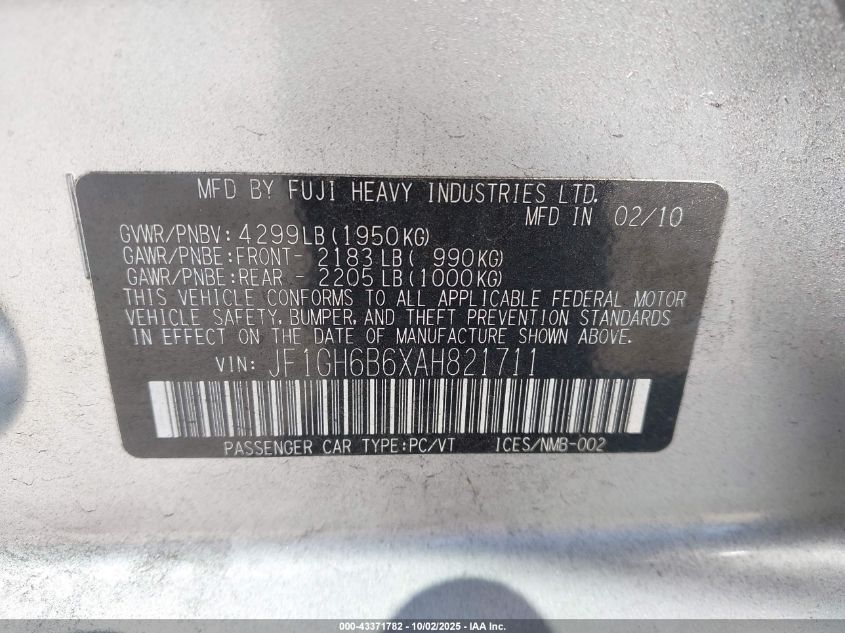 MFD BY FUJI HEAVY INDUSTRIES LTD.
MFD IN 02/10
GVWR/PNBV: 4299LB(1950KG)
GAWR/PNBE:FRONT- 2183LB( 990KG)
GAWR/PNBE:REAR - 2205LB(1000KG)
THIS VEHICLE CONFORMS TO ALL APPLICABLE FEDERAL MOTOR
VEHICLE SAFETY, BUMPER, AND THEFT PREVENTION STANDARDS
IN EFFECT ON THE DATE OF MANUFACTURE SHOWN ABOVE.
VIN: JF1GH6B6XAH821711
PASSENGER CAR TYPE:PC/VT ICES/NMB-002
000-43371782 - 10/02/2025 - IAA Inc.